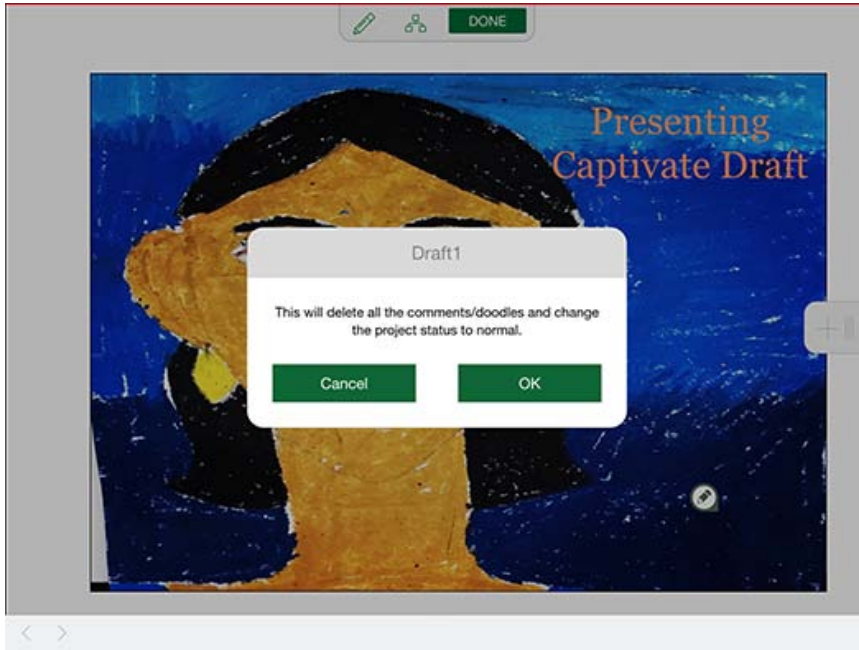 DONE
Presenting
Captivate Draft
Draft1
This will delete all the comments/doodles and change
the project status to normal.
Cancel
OK